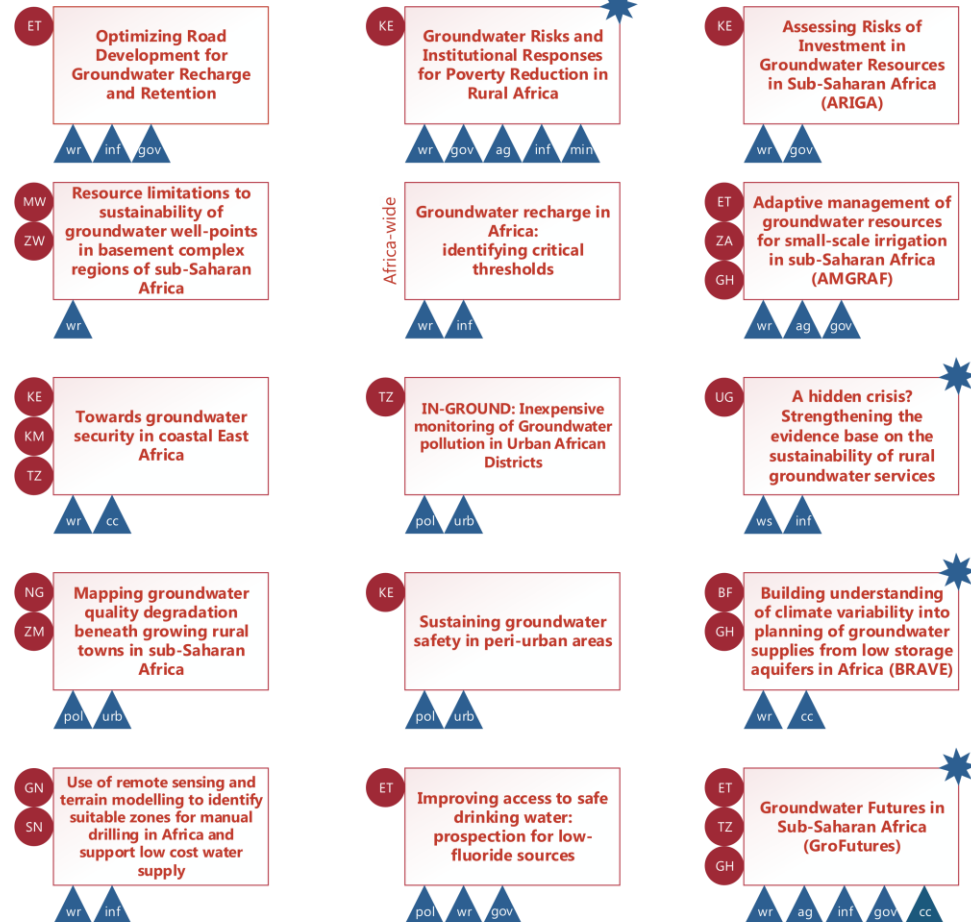 ET
Optimizing Road
Development for
Groundwater Recharge
and Retention
wr inf gov
KE
Groundwater Risks and
Institutional Responses
for Poverty Reduction in
Rural Africa
wr gov ag inf min
KE
Assessing Risks of
Investment in
Groundwater Resources
in Sub-Saharan Africa
(ARIGA)
wr gov
MW
ZW
Resource limitations to
sustainability of
groundwater well-points
in basement complex
regions of sub-Saharan
Africa
wr
Africa-wide
Groundwater recharge in
Africa:
identifying critical
thresholds
wr inf
ET
ZA
GH
Adaptive management of
groundwater resources
for small-scale irrigation
in sub-Saharan Africa
(AMGRAF)
wr ag gov
KE
KM
TZ
Towards groundwater
security in coastal East
Africa
wr cc
TZ
IN-GROUND: Inexpensive
monitoring of Groundwater
pollution in Urban African
Districts
pol urb
UG
A hidden crisis?
Strengthening the
evidence base on the
sustainability of rural
groundwater services
ws inf
NG
ZM
Mapping groundwater
quality degradation
beneath growing rural
towns in sub-Saharan
Africa
pol urb
KE
Sustaining groundwater
safety in peri-urban areas
pol urb
BF
GH
Building understanding
of climate variability into
planning of groundwater
supplies from low storage
aquifers in Africa (BRAVE)
wr cc
GN
SN
Use of remote sensing and
terrain modelling to identify
suitable zones for manual
drilling in Africa and
support low cost water
supply
wr inf
ET
Improving access to safe
drinking water:
prospection for low-
fluoride sources
pol wr gov
ET
TZ
GH
Groundwater Futures in
Sub-Saharan Africa
(GroFutures)
wr ag inf gov cc